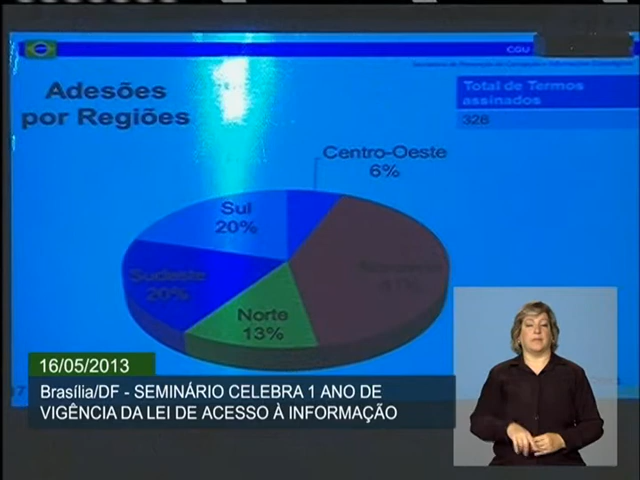 CGU
Adesões
por Regiões
Total de Termos
assinados
326
Centro-Oeste
6%
Sul
20%
Sudeste
20%
Norte
13%
16/05/2013
Brasília/DF - SEMINÁRIO CELEBRA 1 ANO DE
VIGÊNCIA DA LEI DE ACESSO À INFORMAÇÃO